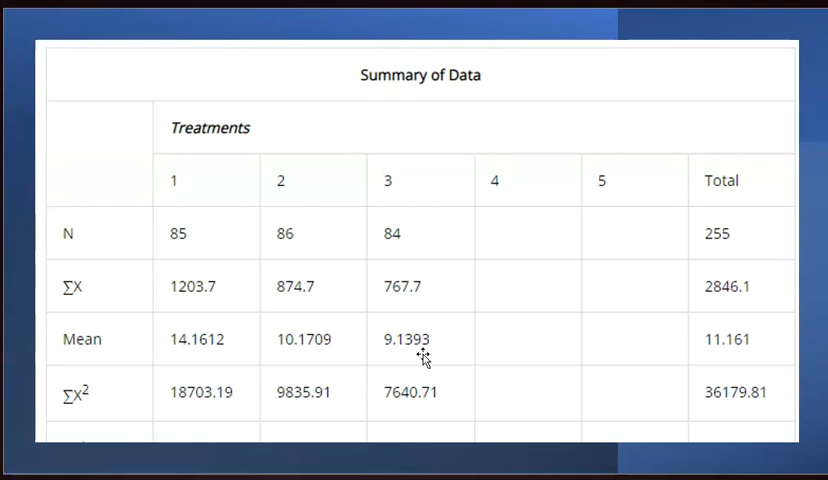 Summary of Data
Treatments
1 2 3 4 5 Total
N 85 86 84 255
∑X 1203.7 874.7 767.7 2846.1
Mean 14.1612 10.1709 9.1393 11.161
∑X² 18703.19 9835.91 7640.71 36179.81